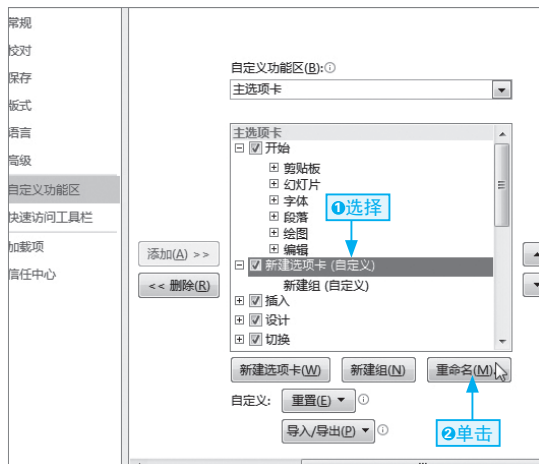 常规
校对
保存
版式
语言
高级
自定义功能区
快速访问工具栏
加载项
信任中心
自定义功能区(B):
主选项卡
主选项卡
开始
剪贴板
幻灯片
字体
段落
绘图
编辑
❶选择
新建选项卡 (自定义)
新建组 (自定义)
插入
设计
切换
添加(A) >>
<< 删除(R)
新建选项卡(W)
新建组(N)
重命名(M)...
自定义:
重置(E)
导入/导出(P)
❷单击